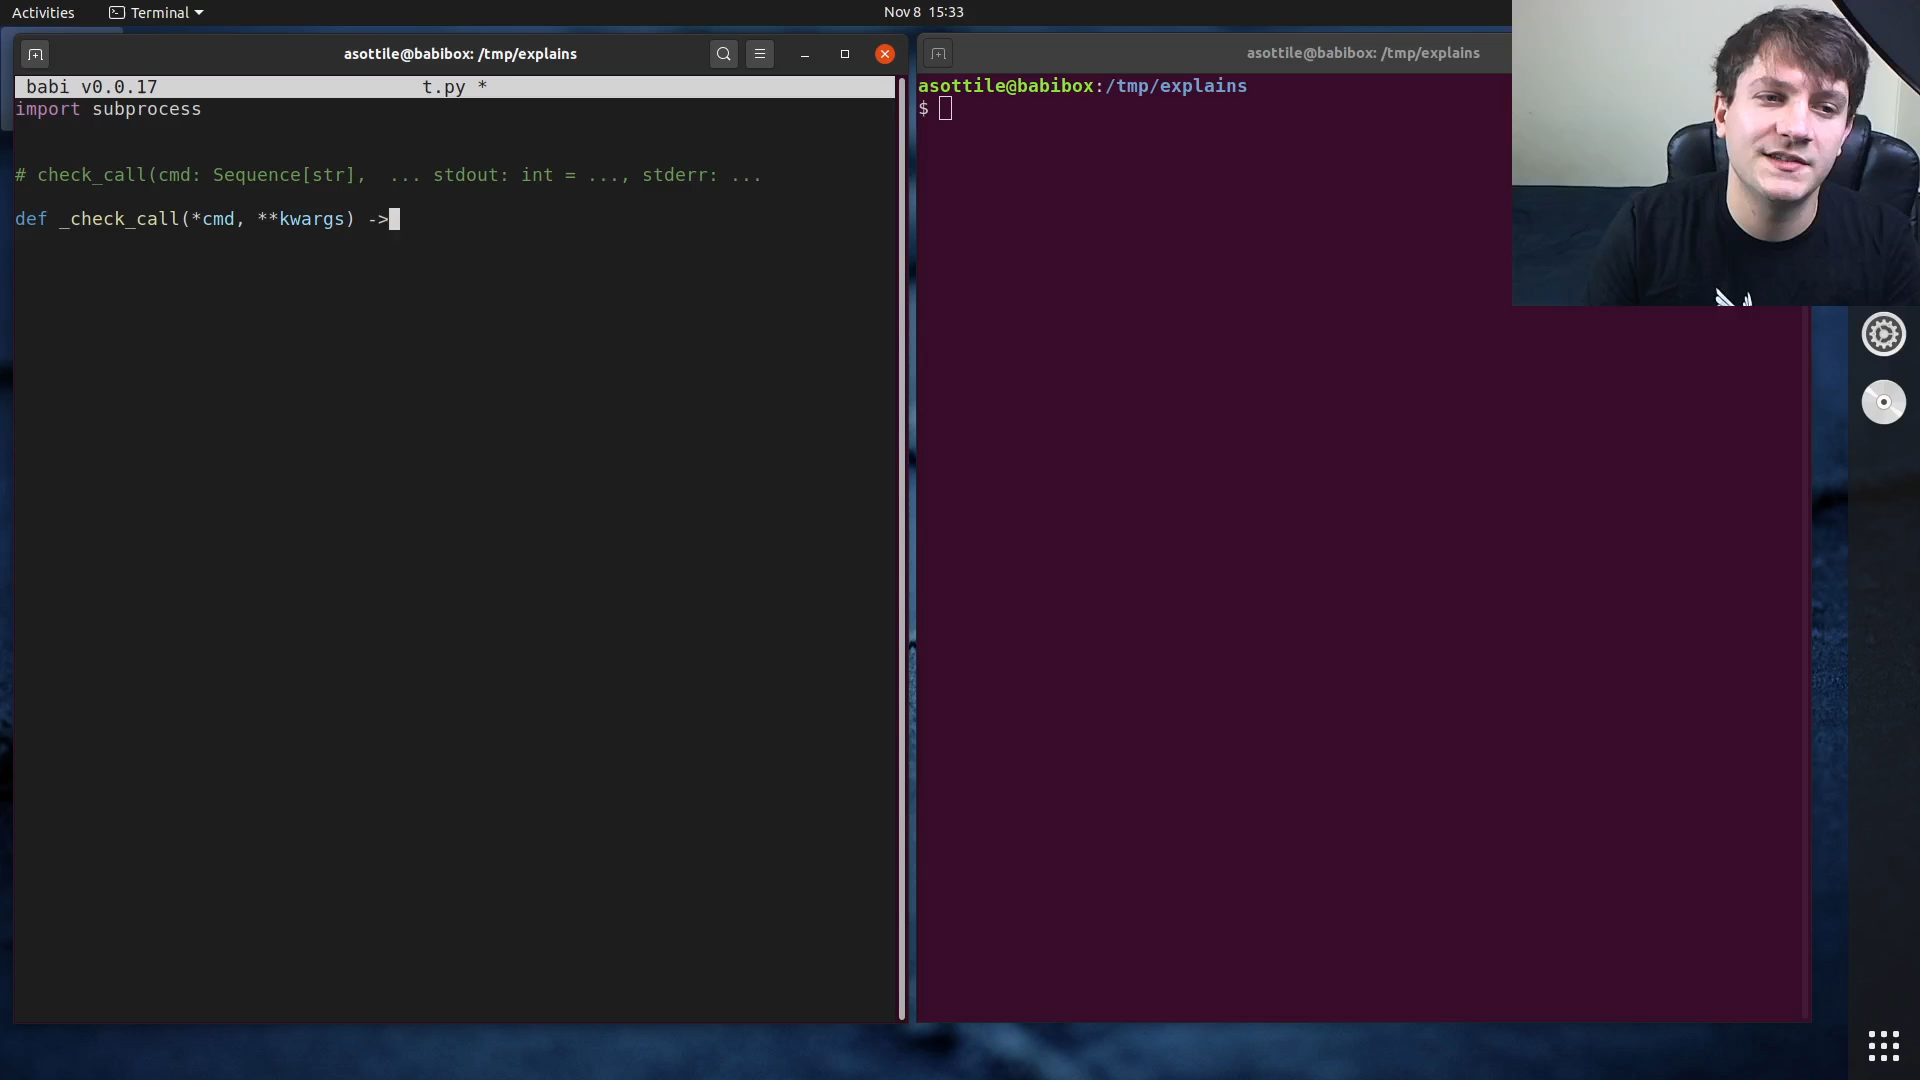 Activities
Terminal
Nov 8 15:33
asottile@babibox: /tmp/explains
babi v0.0.17 t.py *
import subprocess
# check_call(cmd: Sequence[str],  ... stdout: int = ..., stderr: ...
def _check_call(*cmd, **kwargs) ->
asottile@babibox: /tmp/explains
asottile@babibox:/tmp/explains
$